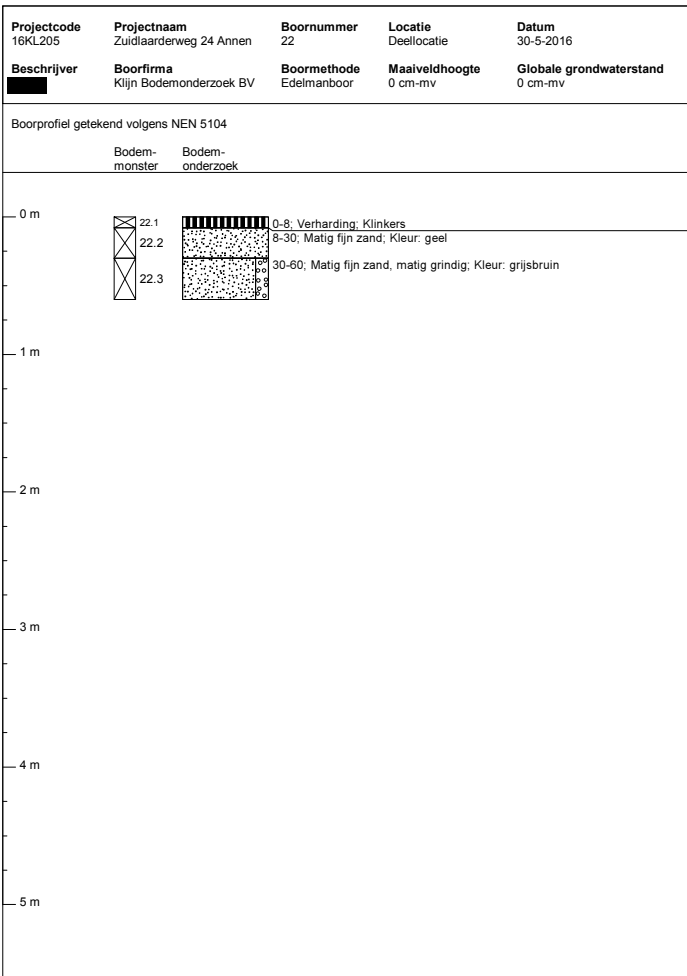 Projectcode Projectnaam Boornummer Locatie Datum
16KL205 Zuidlaarderweg 24 Annen 22 Deellocatie 30-5-2016
Beschrijver Boorfirma Boormethode Maaiveldhoogte Globale grondwaterstand
Klijn Bodemonderzoek BV Edelmanboor 0 cm-mv 0 cm-mv
Boorprofiel getekend volgens NEN 5104
Bodem- Bodem-
monster onderzoek
0 m
22.1 0-8; Verharding; Klinkers
22.2 8-30; Matig fijn zand; Kleur: geel
22.3 30-60; Matig fijn zand, matig grindig; Kleur: grijsbruin
1 m
2 m
3 m
4 m
5 m